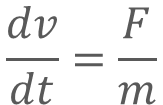 dv/dt = F/m